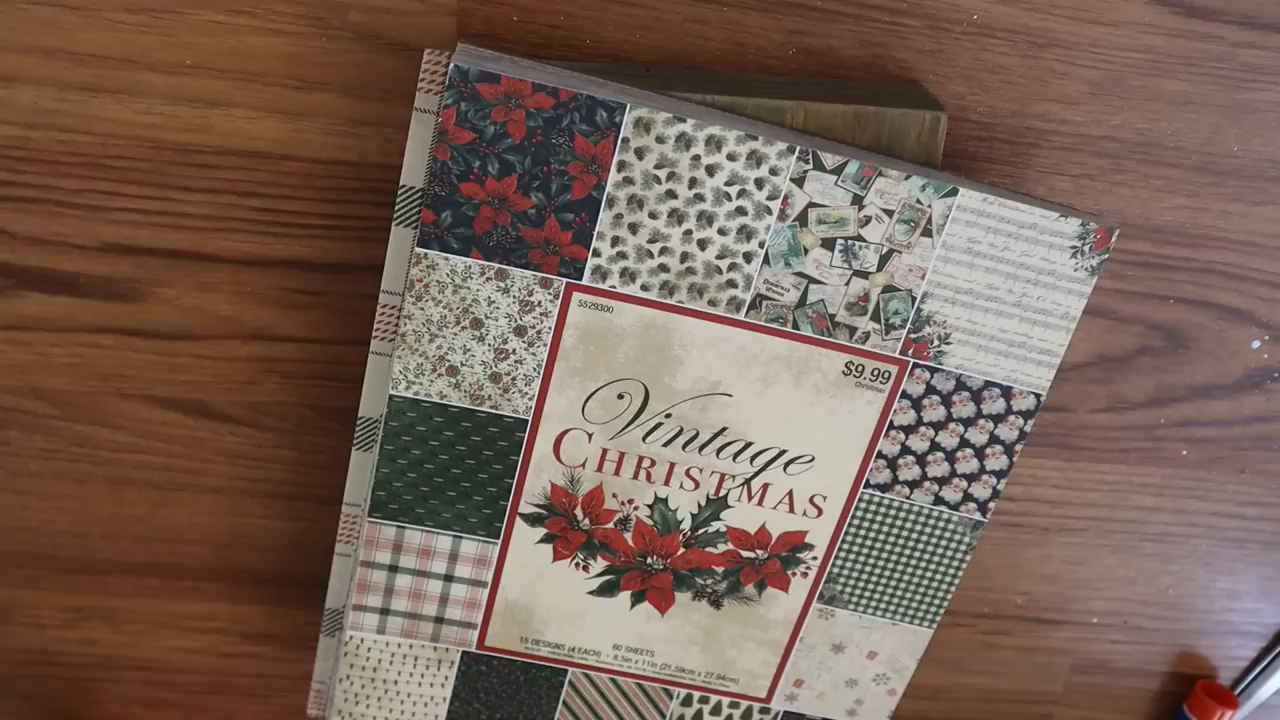 5529300
$9.99
Christmas
Vintage
CHRISTMAS
15 DESIGNS (4 EACH) • 60 SHEETS
8.5in x 11in (21.59cm x 27.94cm)